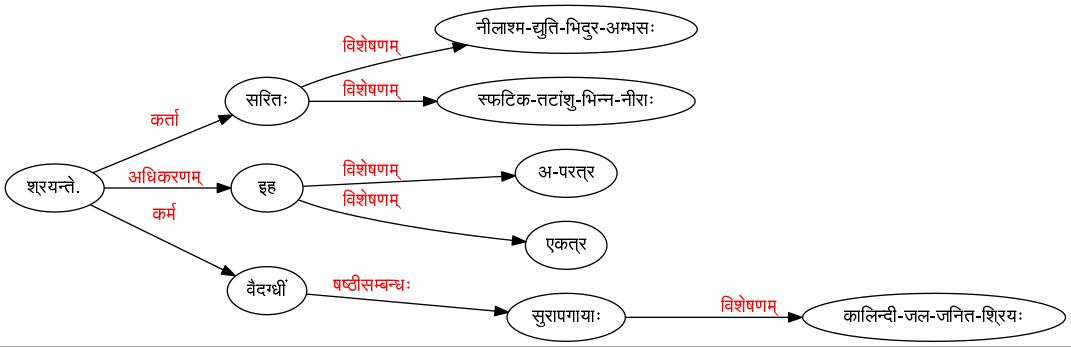 नीलाश्म-द्युति-भिदुर-अम्भसः
विशेषणम्
सरितः
विशेषणम्
स्फटिक-तटांशु-भिन्न-नीराः
कर्ता
श्रयन्ते.
अधिकरणम्
इह
विशेषणम्
अ-परत्र
विशेषणम्
एकत्र
कर्म
वैदग्धीं
षष्ठीसम्बन्धः
सुरापगायाः
विशेषणम्
कालिन्दी-जल-जनित-श्रियः